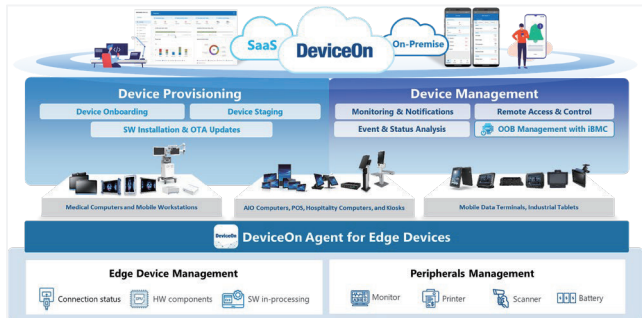 SaaS
DeviceOn
On-Premise
Device Provisioning
Device Management
Device Onboarding
Device Staging
Monitoring & Notifications
Remote Access & Control
SW Installation & OTA Updates
Event & Status Analysis
OOB Management with iBMC
Medical Computers and Mobile Workstations
AIO Computers, POS, Hospitality Computers, and Kiosks
Mobile Data Terminals, Industrial Tablets
DeviceOn
DeviceOn Agent for Edge Devices
Edge Device Management
Peripherals Management
Connection status
CPU
HW components
SW in-processing
Monitor
Printer
Scanner
Battery